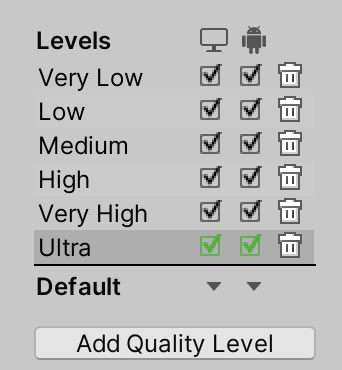 Levels
Very Low
Low
Medium
High
Very High
Ultra
Default
Add Quality Level